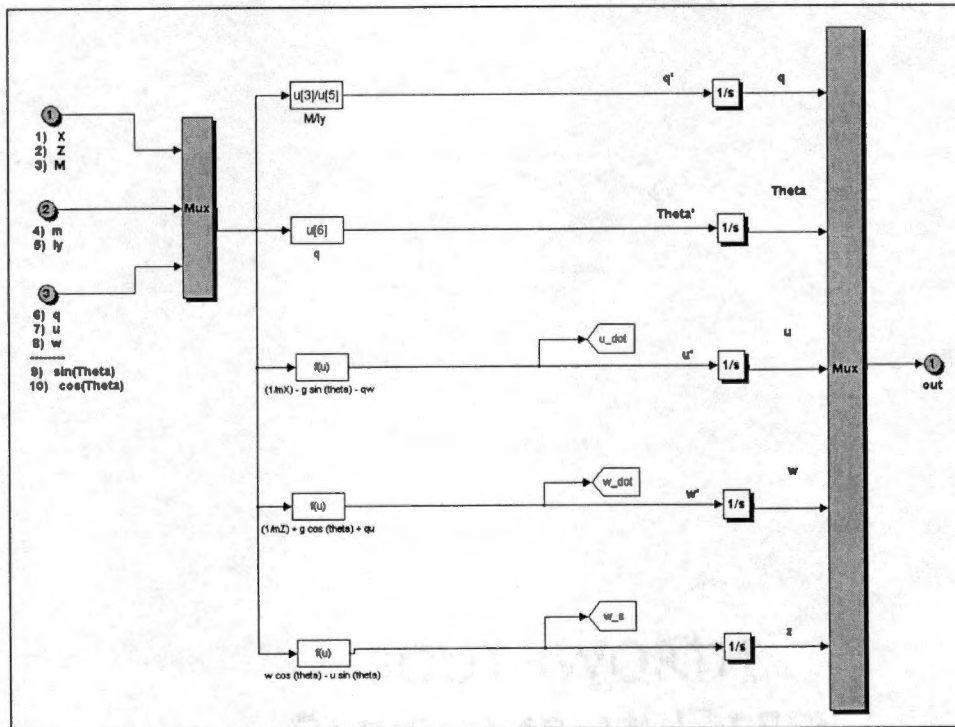 1
1) X
2) Z
3) M
2
4) m
5) Iy
3
6) q
7) u
8) w
--------
9) sin(Theta)
10) cos(Theta)
Mux
u[3]/u[5]
M/Iy
q'
1/s
q
u[6]
q
Theta'
1/s
Theta
f(u)
(1/mX) - g sin (theta) - qw
u_dot
u'
1/s
u
f(u)
(1/mZ) + g cos (theta) + qu
w_dot
w'
1/s
w
f(u)
w cos (theta) - u sin (theta)
1/s
z
Mux
1
out